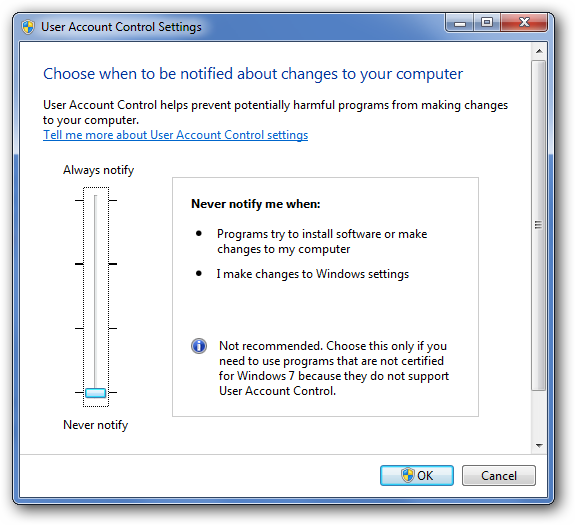 User Account Control Settings
Choose when to be notified about changes to your computer
User Account Control helps prevent potentially harmful programs from making changes
to your computer.
Tell me more about User Account Control settings
Always notify
Never notify me when:
Programs try to install software or make
changes to my computer
I make changes to Windows settings
Not recommended. Choose this only if you
need to use programs that are not certified
for Windows 7 because they do not support
User Account Control.
Never notify
OK
Cancel